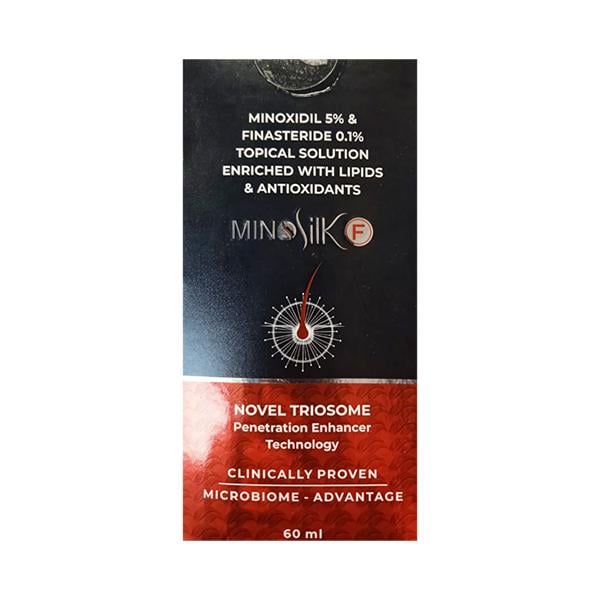 MINOXIDIL 5% &
FINASTERIDE 0.1%
TOPICAL SOLUTION
ENRICHED WITH LIPIDS
& ANTIOXIDANTS
MINOSilK F
NOVEL TRIOSOME
Penetration Enhancer
Technology
CLINICALLY PROVEN
MICROBIOME - ADVANTAGE
60 ml